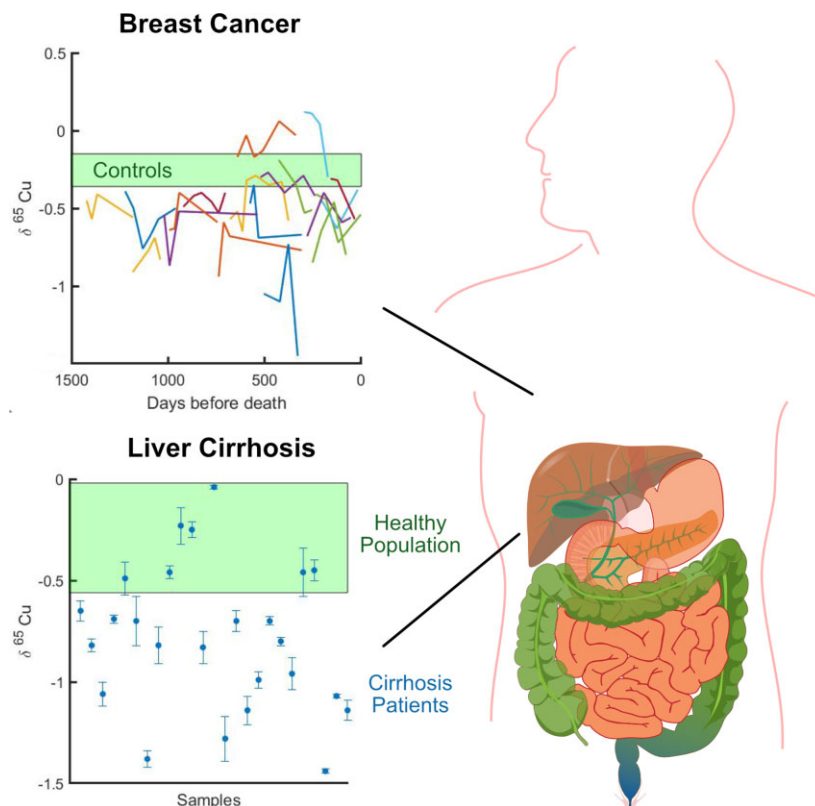 Breast Cancer
0.5
0
Controls
-0.5
-1
δ 65 Cu
1500
1000
500
0
Days before death
Liver Cirrhosis
0
-0.5
-1
-1.5
δ 65 Cu
Samples
Healthy
Population
Cirrhosis
Patients